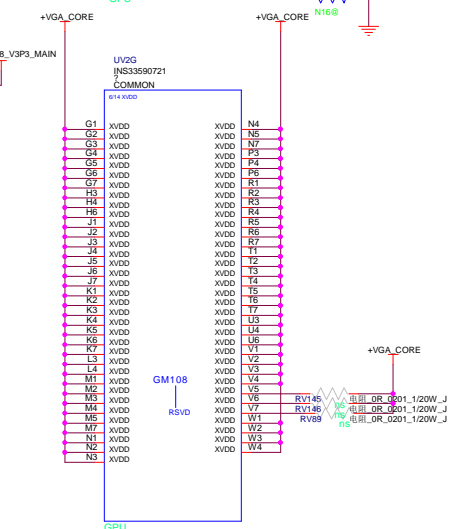 GPU
N16@
+VGA_CORE +VGA_CORE
8_V3P3_MAIN
UV2G
INS33590721
?
COMMON
6/14 XVDD
G1 XVDD XVDD N4
G2 XVDD XVDD N5
G3 XVDD XVDD N7
G4 XVDD XVDD P3
G5 XVDD XVDD P4
G6 XVDD XVDD P6
G7 XVDD XVDD R1
H3 XVDD XVDD R2
H4 XVDD XVDD R3
H6 XVDD XVDD R4
J1 XVDD XVDD R5
J2 XVDD XVDD R6
J3 XVDD XVDD R7
J4 XVDD XVDD T1
J5 XVDD XVDD T2
J6 XVDD XVDD T3
J7 XVDD XVDD T4
K1 XVDD XVDD T5
K2 XVDD XVDD T6
K3 XVDD XVDD T7
K4 XVDD XVDD U3
K5 XVDD XVDD U4
K6 XVDD XVDD U6
K7 XVDD XVDD V1
L3 XVDD XVDD V2
L4 XVDD XVDD V3
M1 XVDD XVDD V4
M2 XVDD XVDD V5
M3 XVDD XVDD V6
M4 XVDD XVDD V7
M5 XVDD XVDD W1
M7 XVDD XVDD W2
N1 XVDD XVDD W3
N2 XVDD XVDD W4
N3 XVDD
GM108
RSVD
+VGA_CORE
RV145 ns 电阻_0R_0201_1/20W_J
RV146 ns 电阻_0R_0201_1/20W_J
RV89 ns 电阻_0R_0201_1/20W_J
GPU